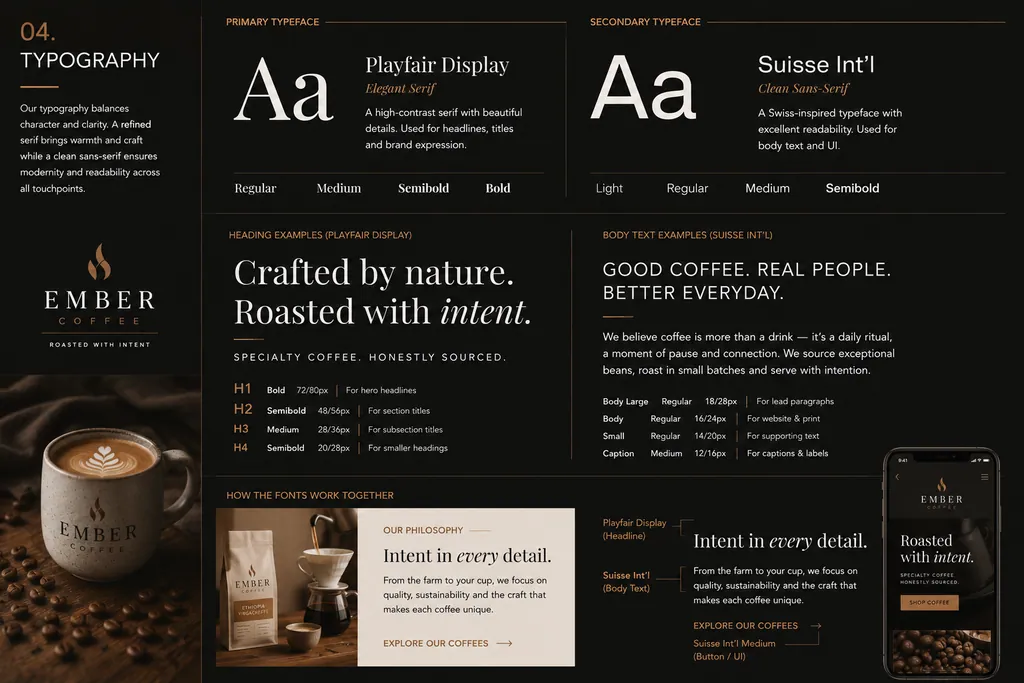 04.
TYPOGRAPHY
Our typography balances
character and clarity. A refined
serif brings warmth and craft
while a clean sans-serif ensures
modernity and readability across
all touchpoints.
EMBER
COFFEE
ROASTED WITH INTENT
EMBER
COFFEE
PRIMARY TYPEFACE
Aa
Playfair Display
Elegant Serif
A high-contrast serif with beautiful
details. Used for headlines, titles
and brand expression.
Regular Medium Semibold Bold
SECONDARY TYPEFACE
Aa
Suisse Int'l
Clean Sans-Serif
A Swiss-inspired typeface with
excellent readability. Used for
body text and UI.
Light Regular Medium Semibold
HEADING EXAMPLES (PLAYFAIR DISPLAY)
Crafted by nature.
Roasted with intent.
SPECIALTY COFFEE. HONESTLY SOURCED.
H1 Bold 72/80px | For hero headlines
H2 Semibold 48/56px | For section titles
H3 Medium 28/36px | For subsection titles
H4 Semibold 20/28px | For smaller headings
BODY TEXT EXAMPLES (SUISSE INT'L)
GOOD COFFEE. REAL PEOPLE.
BETTER EVERYDAY.
We believe coffee is more than a drink — it's a daily ritual,
a moment of pause and connection. We source exceptional
beans, roast in small batches and serve with intention.
Body Large Regular 18/28px | For lead paragraphs
Body Regular 16/24px | For website & print
Small Regular 14/20px | For supporting text
Caption Medium 12/16px | For captions & labels
HOW THE FONTS WORK TOGETHER
EMBER
COFFEE
ETHIOPIA
OUR PHILOSOPHY
Intent in every detail.
From the farm to your cup, we focus on
quality, sustainability and the craft that
makes each coffee unique.
EXPLORE OUR COFFEES →
Playfair Display
(Headline)
Suisse Int'l
(Body Text)
Intent in every detail.
From the farm to your cup, we focus on
quality, sustainability and the craft that
makes each coffee unique.
EXPLORE OUR COFFEES →
Suisse Int'l Medium
(Button / UI)
9:41
EMBER
COFFEE
Roasted
with intent.
SPECIALTY COFFEE.
HONESTLY SOURCED.
SHOP COFFEE